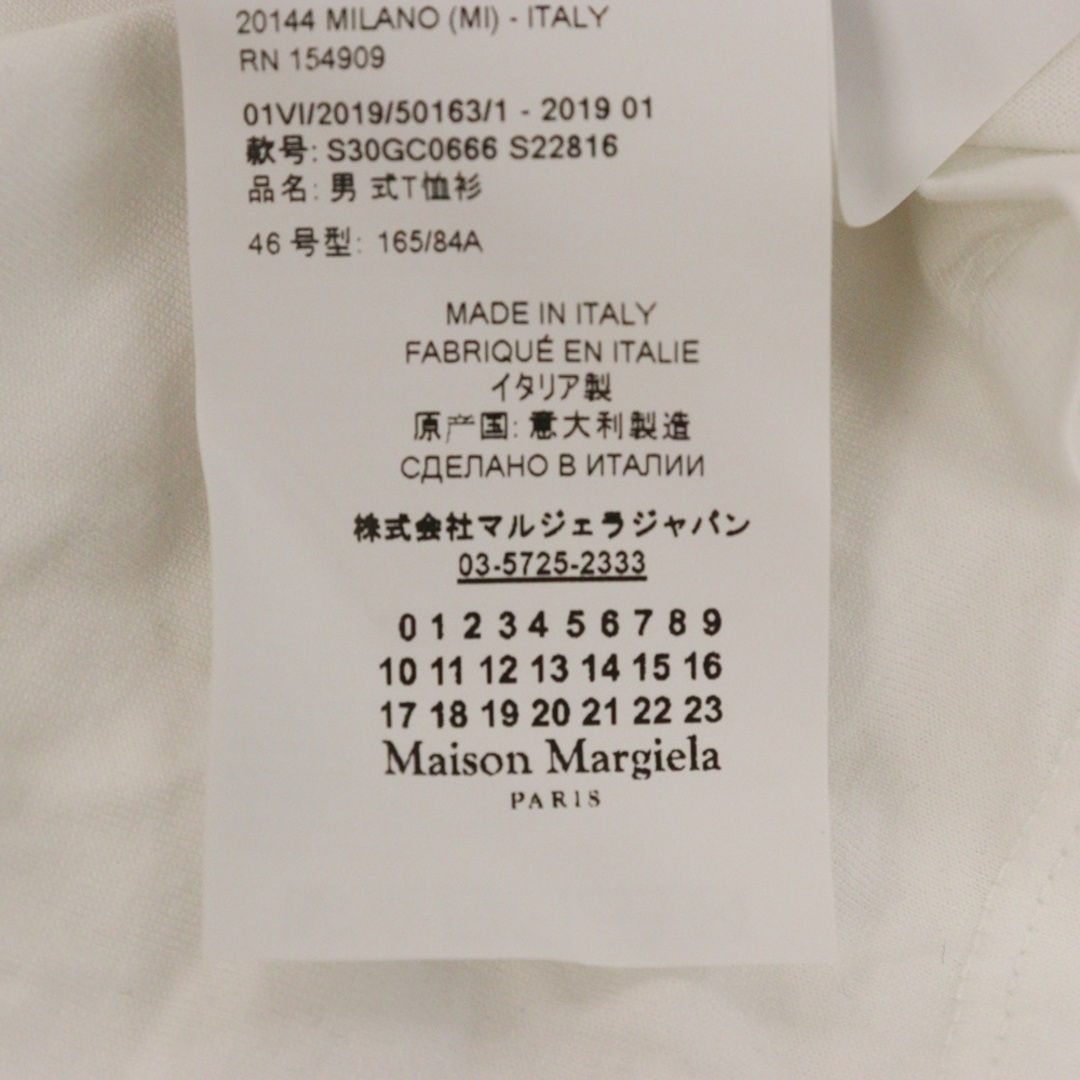 20144 MILANO (MI) - ITALY
RN 154909
01VI/2019/50163/1 - 2019 01
款号: S30GC0666 S22816
品名: 男 式T恤衫
46 号型: 165/84A
MADE IN ITALY
FABRIQUÉ EN ITALIE
イタリア製
原产国: 意大利製造
СДЕЛАНО В ИТАЛИИ
株式会社マルジェラジャパン
03-5725-2333
0 1 2 3 4 5 6 7 8 9
10 11 12 13 14 15 16
17 18 19 20 21 22 23
Maison Margiela
PARIS